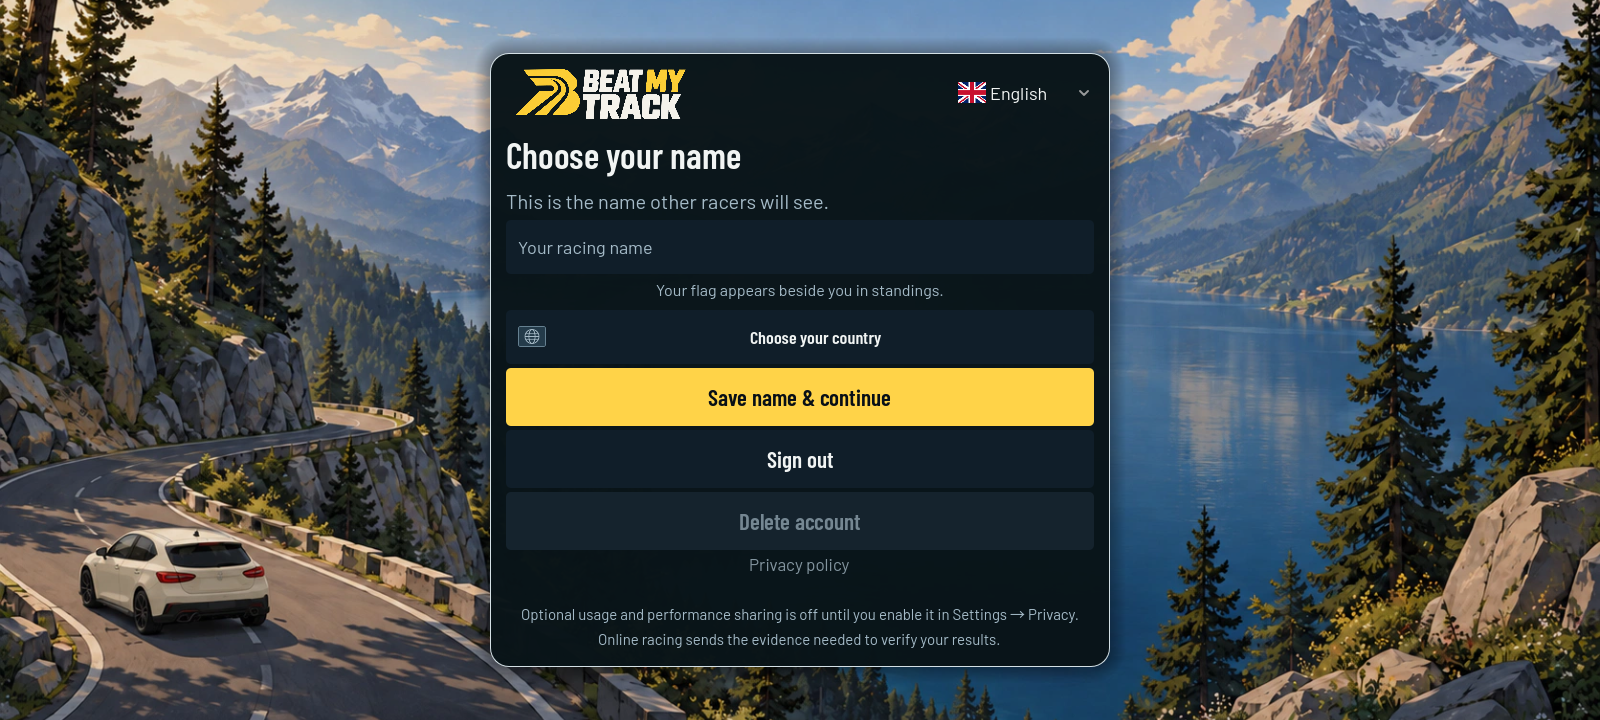 BEAT MY
TRACK
English
Choose your name
This is the name other racers will see.
Your racing name
Your flag appears beside you in standings.
Choose your country
Save name & continue
Sign out
Delete account
Privacy policy
Optional usage and performance sharing is off until you enable it in Settings → Privacy.
Online racing sends the evidence needed to verify your results.